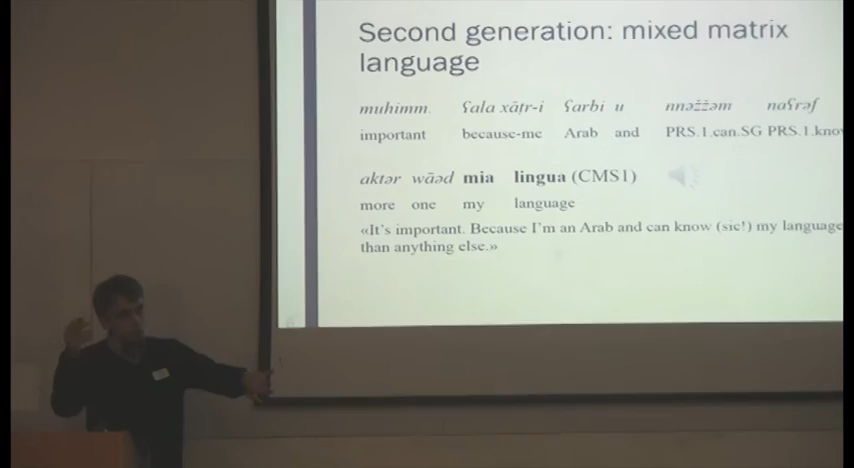 Second generation: mixed matrix
language
muhimm. ʕala xāṭr-i ʕarbi u nnəžžəm naʕrəf
important because-me Arab and PRS.1.can.SG PRS.1.kno
aktər wāəd mia lingua (CMS1)
more one my language
«It's important. Because I'm an Arab and can know (sic!) my language
than anything else.»